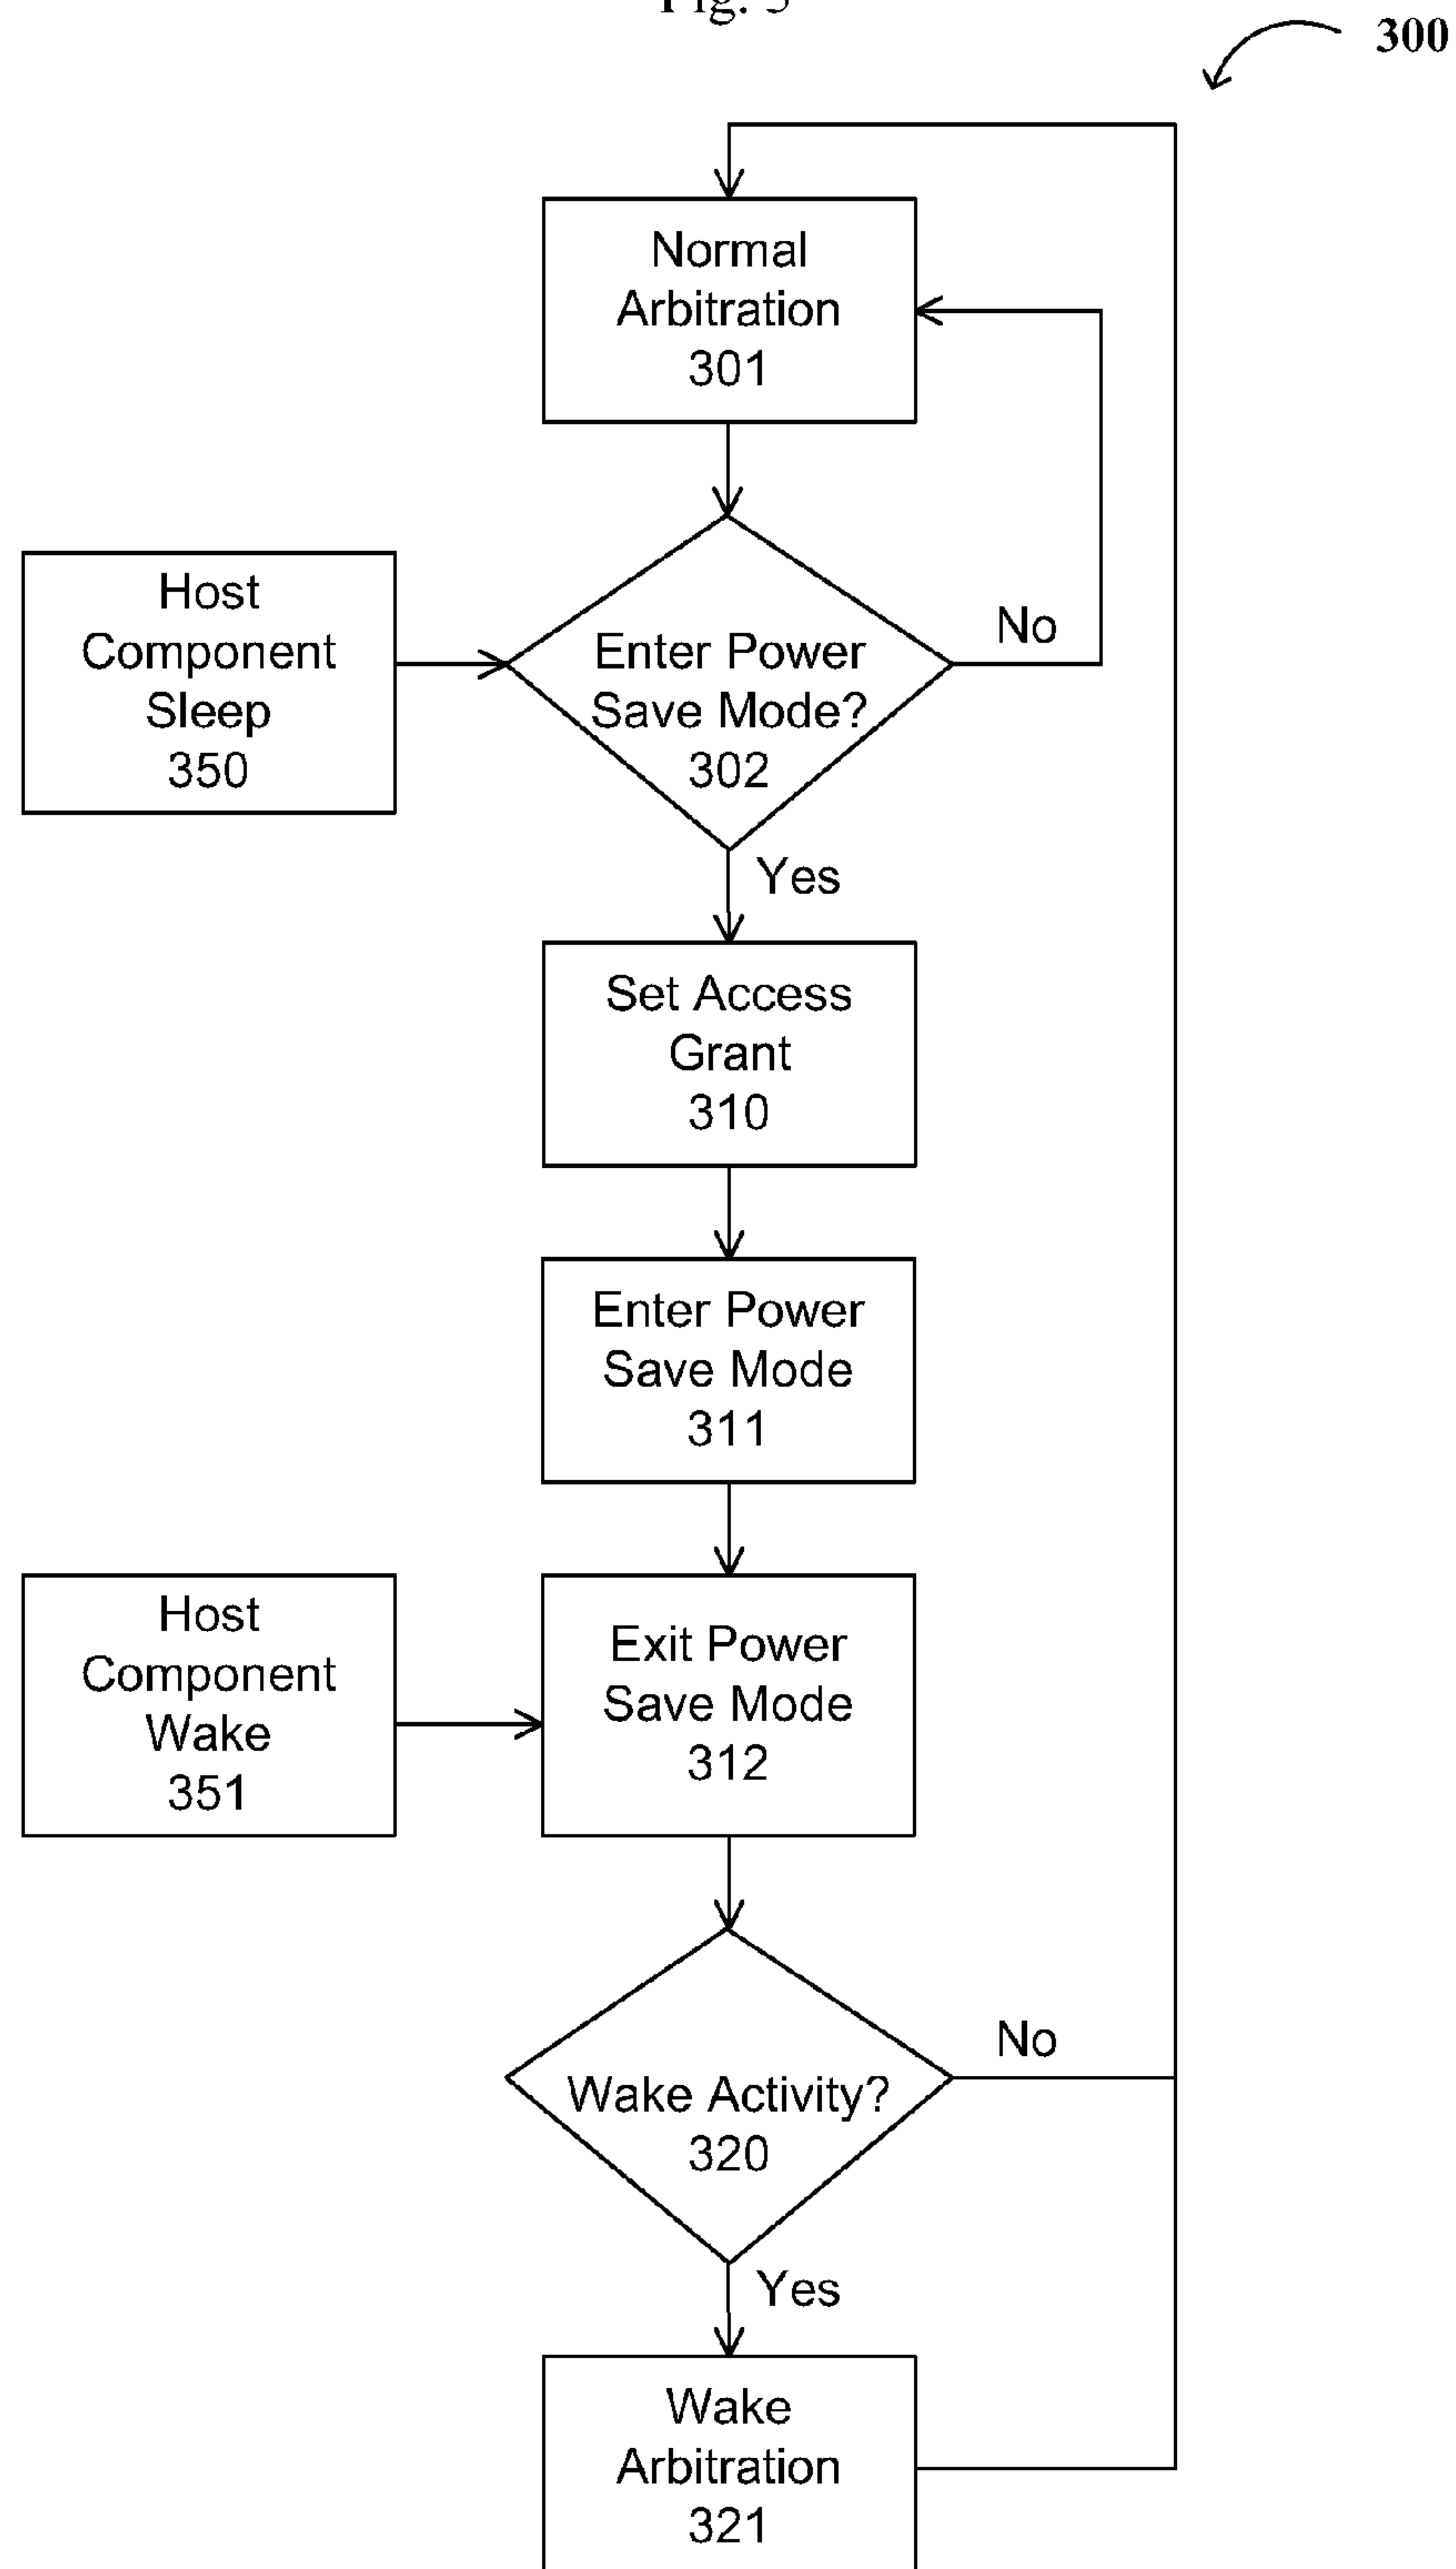 Fig. 3
300
Normal
Arbitration
301
Host
Component
Sleep
350
Enter Power
Save Mode?
302
No
Yes
Set Access
Grant
310
Enter Power
Save Mode
311
Host
Component
Wake
351
Exit Power
Save Mode
312
Wake Activity?
320
No
Yes
Wake
Arbitration
321